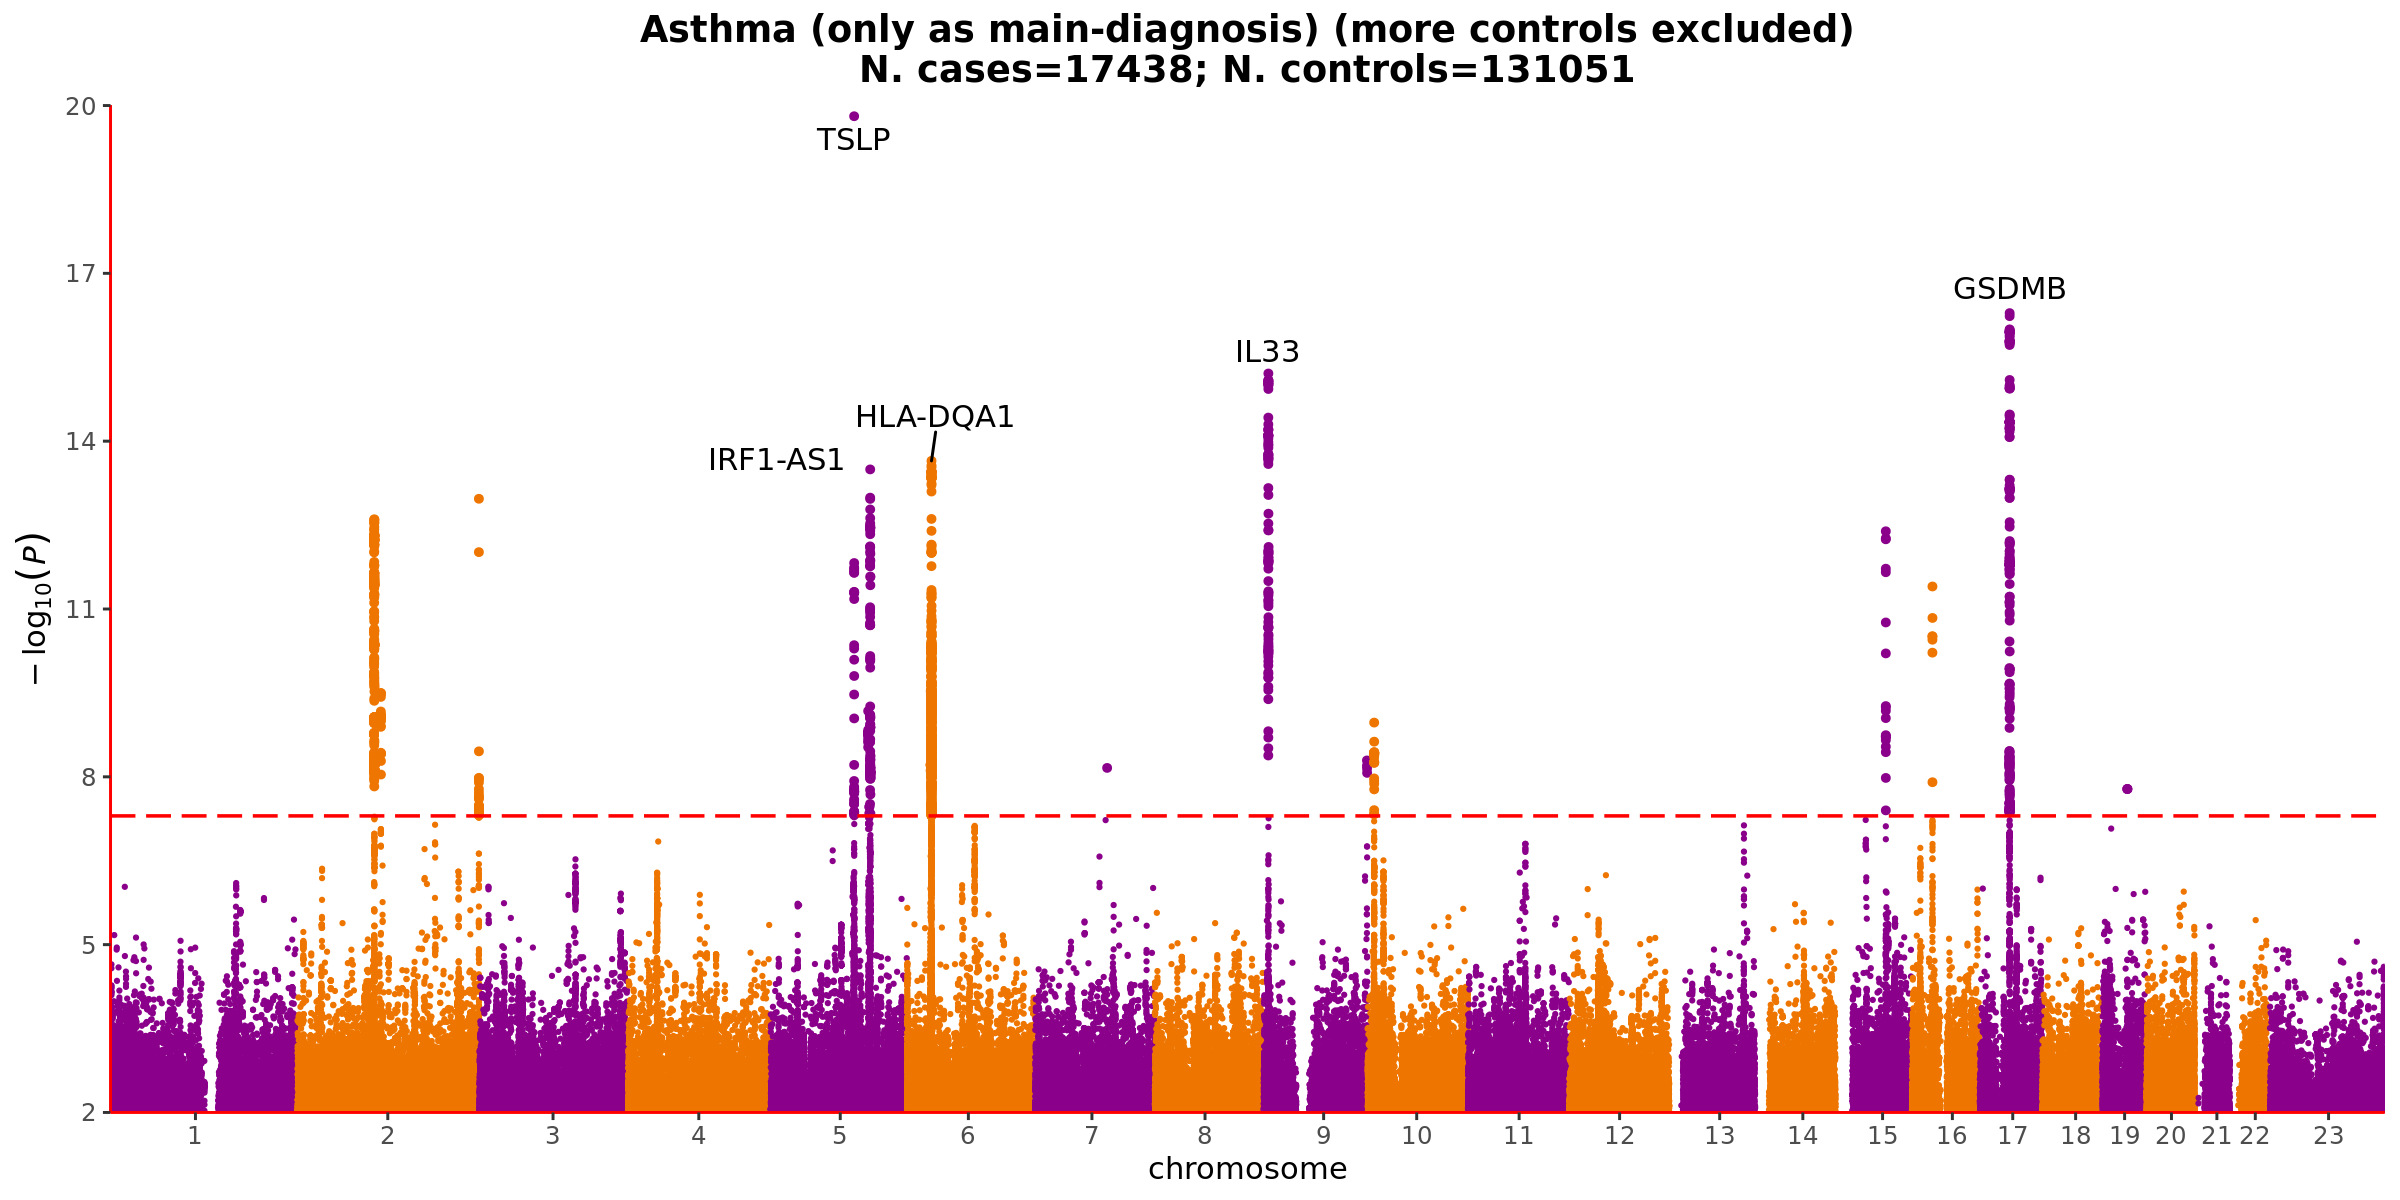 Asthma (only as main-diagnosis) (more controls excluded)
N. cases=17438; N. controls=131051
20
TSLP
17
GSDMB
IL33
HLA-DQA1
14
IRF1-AS1
−log10(P)
11
8
5
2
1 2 3 4 5 6 7 8 9 10 11 12 13 14 15 16 17 18 19 20 21 22 23
chromosome